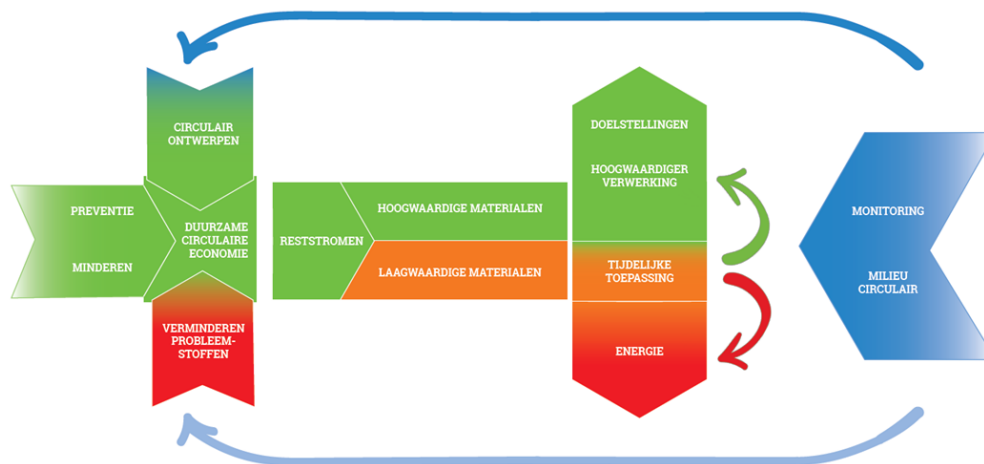 CIRCULAIR
ONTWERPEN
PREVENTIE
MINDEREN
DUURZAME
CIRCULAIRE
ECONOMIE
VERMINDEREN
PROBLEEM-
STOFFEN
RESTSTROMEN
HOOGWAARDIGE MATERIALEN
LAAGWAARDIGE MATERIALEN
DOELSTELLINGEN
HOOGWAARDIGER
VERWERKING
TIJDELIJKE
TOEPASSING
ENERGIE
MONITORING
MILIEU
CIRCULAIR